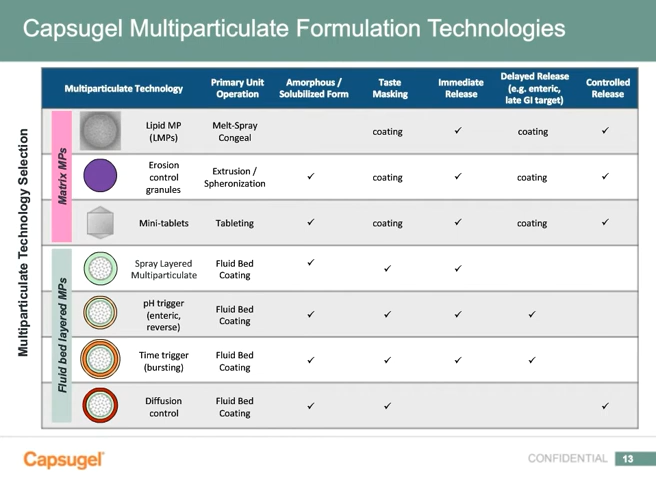 Capsugel Multiparticulate Formulation Technologies
Multiparticulate Technology
Primary Unit
Operation
Amorphous /
Solubilized Form
Taste
Masking
Immediate
Release
Delayed Release
(e.g. enteric,
late GI target)
Controlled
Release
Multiparticulate Technology Selection
Matrix MPs
Lipid MP
(LMPs)
Melt-Spray
Congeal
coating
✓
coating
✓
Erosion
control
granules
Extrusion /
Spheronization
✓
coating
✓
coating
✓
Mini-tablets
Tableting
✓
coating
✓
coating
✓
Fluid bed layered MPs
Spray Layered
Multiparticulate
Fluid Bed
Coating
✓
✓
✓
pH trigger
(enteric,
reverse)
Fluid Bed
Coating
✓
✓
✓
✓
Time trigger
(bursting)
Fluid Bed
Coating
✓
✓
✓
✓
Diffusion
control
Fluid Bed
Coating
✓
✓
✓
Capsugel
CONFIDENTIAL
13